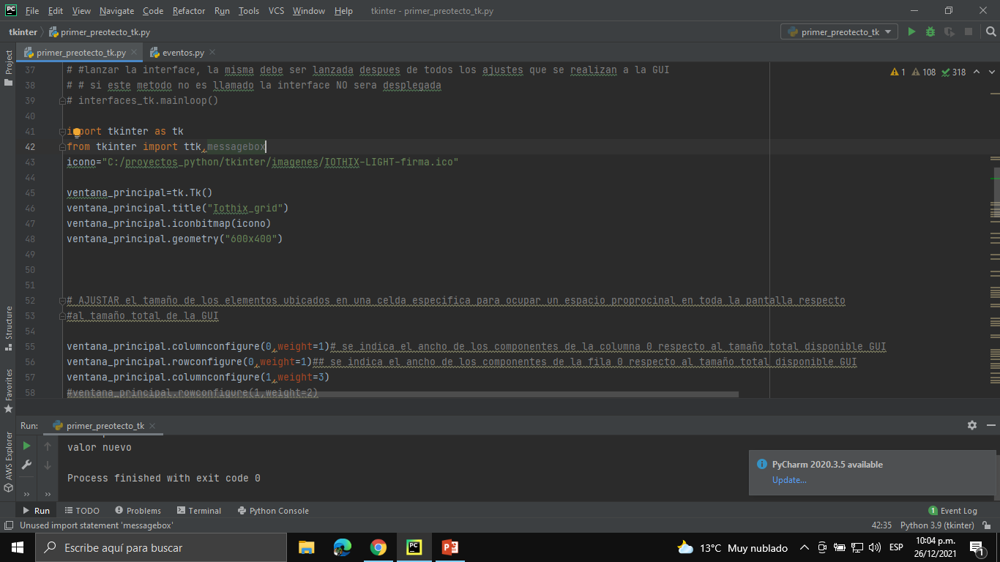 File Edit View Navigate Code Refactor Run Tools VCS Window Help tkinter - primer_preotecto_tk.py
tkinter primer_preotecto_tk.py primer_preotecto_tk
primer_preotecto_tk.py eventos.py
Project
1 108 318
37 # #lanzar la interface, la misma debe ser lanzada despues de todos los ajustes que se realizan a la GUI
38 # # si este metodo no es llamado la interface NO sera desplegada
39 # interfaces_tk.mainloop()
40
41 import tkinter as tk
42 from tkinter import ttk,messagebox
43 icono="C:/proyectos_python/tkinter/imagenes/IOTHIX-LIGHT-firma.ico"
44
45 ventana_principal=tk.Tk()
46 ventana_principal.title("Iothix_grid")
47 ventana_principal.iconbitmap(icono)
48 ventana_principal.geometry("600x400")
49
50
51
52 # AJUSTAR el tamaño de los elementos ubicados en una celda especifica para ocupar un espacio proprocinal en toda la pantalla respecto
53 #al tamaño total de la GUI
54
55 ventana_principal.columnconfigure(0,weight=1)# se indica el ancho de los componentes de la columna 0 respecto al tamaño total disponible GUI
56 ventana_principal.rowconfigure(0,weight=1)## se indica el ancho de los componentes de la fila 0 respecto al tamaño total disponible GUI
57 ventana_principal.columnconfigure(1,weight=3)
58 #ventana_principal.rowconfigure(1,weight=2)
Structure
Favorites
AWS Explorer
Run: primer_preotecto_tk
valor nuevo
Process finished with exit code 0
PyCharm 2020.3.5 available
Update...
Run TODO Problems Terminal Python Console 1 Event Log
Unused import statement 'messagebox' 42:35 Python 3.9 (tkinter)
Escribe aquí para buscar
13°C Muy nublado ESP
10:04 p.m.
26/12/2021
1